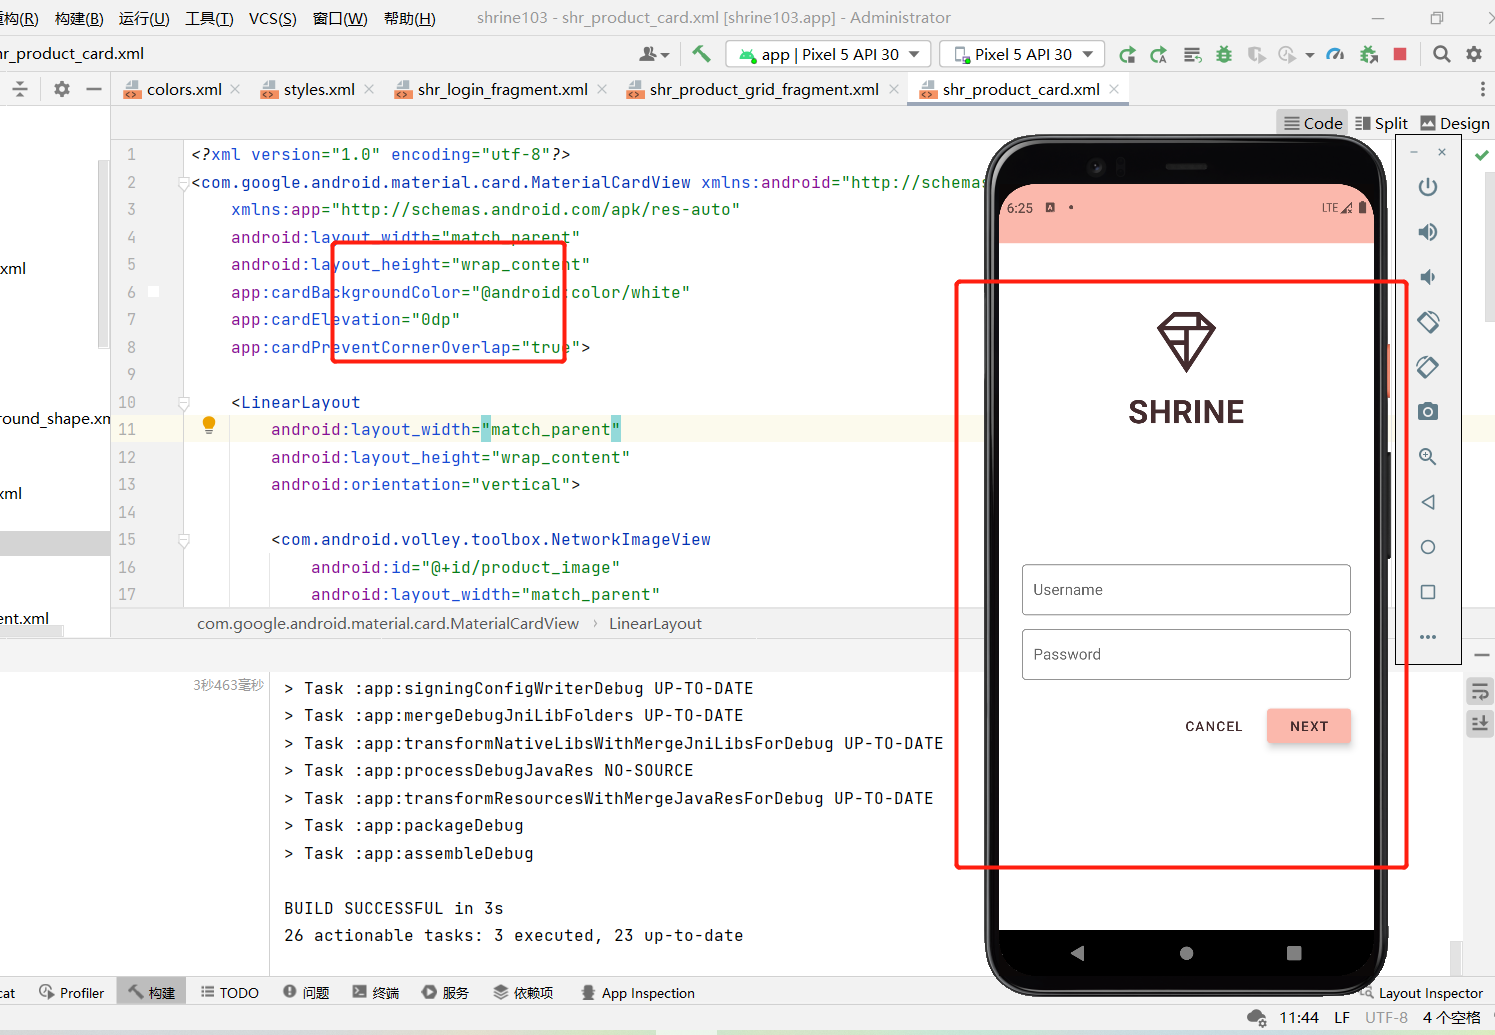 重构(R) 构建(B) 运行(U) 工具(T) VCS(S) 窗口(W) 帮助(H) shrine103 - shr_product_card.xml [shrine103.app] - Administrator
hr_product_card.xml app | Pixel 5 API 30 Pixel 5 API 30
colors.xml styles.xml shr_login_fragment.xml shr_product_grid_fragment.xml shr_product_card.xml
Code Split Design
1 <?xml version="1.0" encoding="utf-8"?>
2 <com.google.android.material.card.MaterialCardView xmlns:android="http://schemas
3 xmlns:app="http://schemas.android.com/apk/res-auto"
4 android:layout_width="match_parent"
5 android:layout_height="wrap_content"
6 app:cardBackgroundColor="@android:color/white"
7 app:cardElevation="0dp"
8 app:cardPreventCornerOverlap="true">
9
10 <LinearLayout
11 android:layout_width="match_parent"
12 android:layout_height="wrap_content"
13 android:orientation="vertical">
14
15 <com.android.volley.toolbox.NetworkImageView
16 android:id="@+id/product_image"
17 android:layout_width="match_parent"
com.google.android.material.card.MaterialCardView › LinearLayout
.xml
round_shape.xm
xml
ent.xml
6:25 LTE
SHRINE
Username
Password
CANCEL NEXT
3秒463毫秒
> Task :app:signingConfigWriterDebug UP-TO-DATE
> Task :app:mergeDebugJniLibFolders UP-TO-DATE
> Task :app:transformNativeLibsWithMergeJniLibsForDebug UP-TO-DATE
> Task :app:processDebugJavaRes NO-SOURCE
> Task :app:transformResourcesWithMergeJavaResForDebug UP-TO-DATE
> Task :app:packageDebug
> Task :app:assembleDebug
BUILD SUCCESSFUL in 3s
26 actionable tasks: 3 executed, 23 up-to-date
cat Profiler 构建 TODO 问题 终端 服务 依赖项 App Inspection Layout Inspector
11:44 LF UTF-8 4 个空格